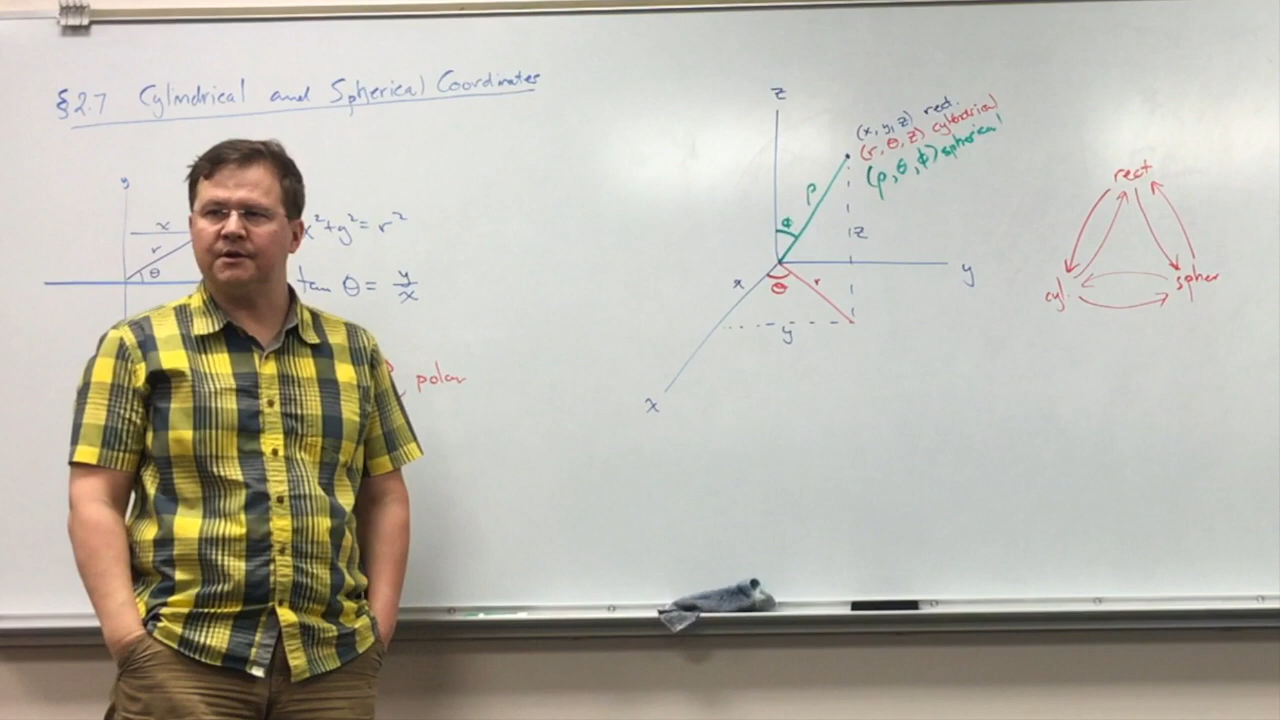 §2.7 Cylindrical and Spherical Coordinates
y
x
r
θ
x²+y²=r²
tan θ = y/x
polar
z
(x, y, z) rect.
(r, θ, z) cylindrical
(ρ, θ, φ) spherical
ρ
φ
z
x
θ
r
y
y
x
rect
cyl.
spher